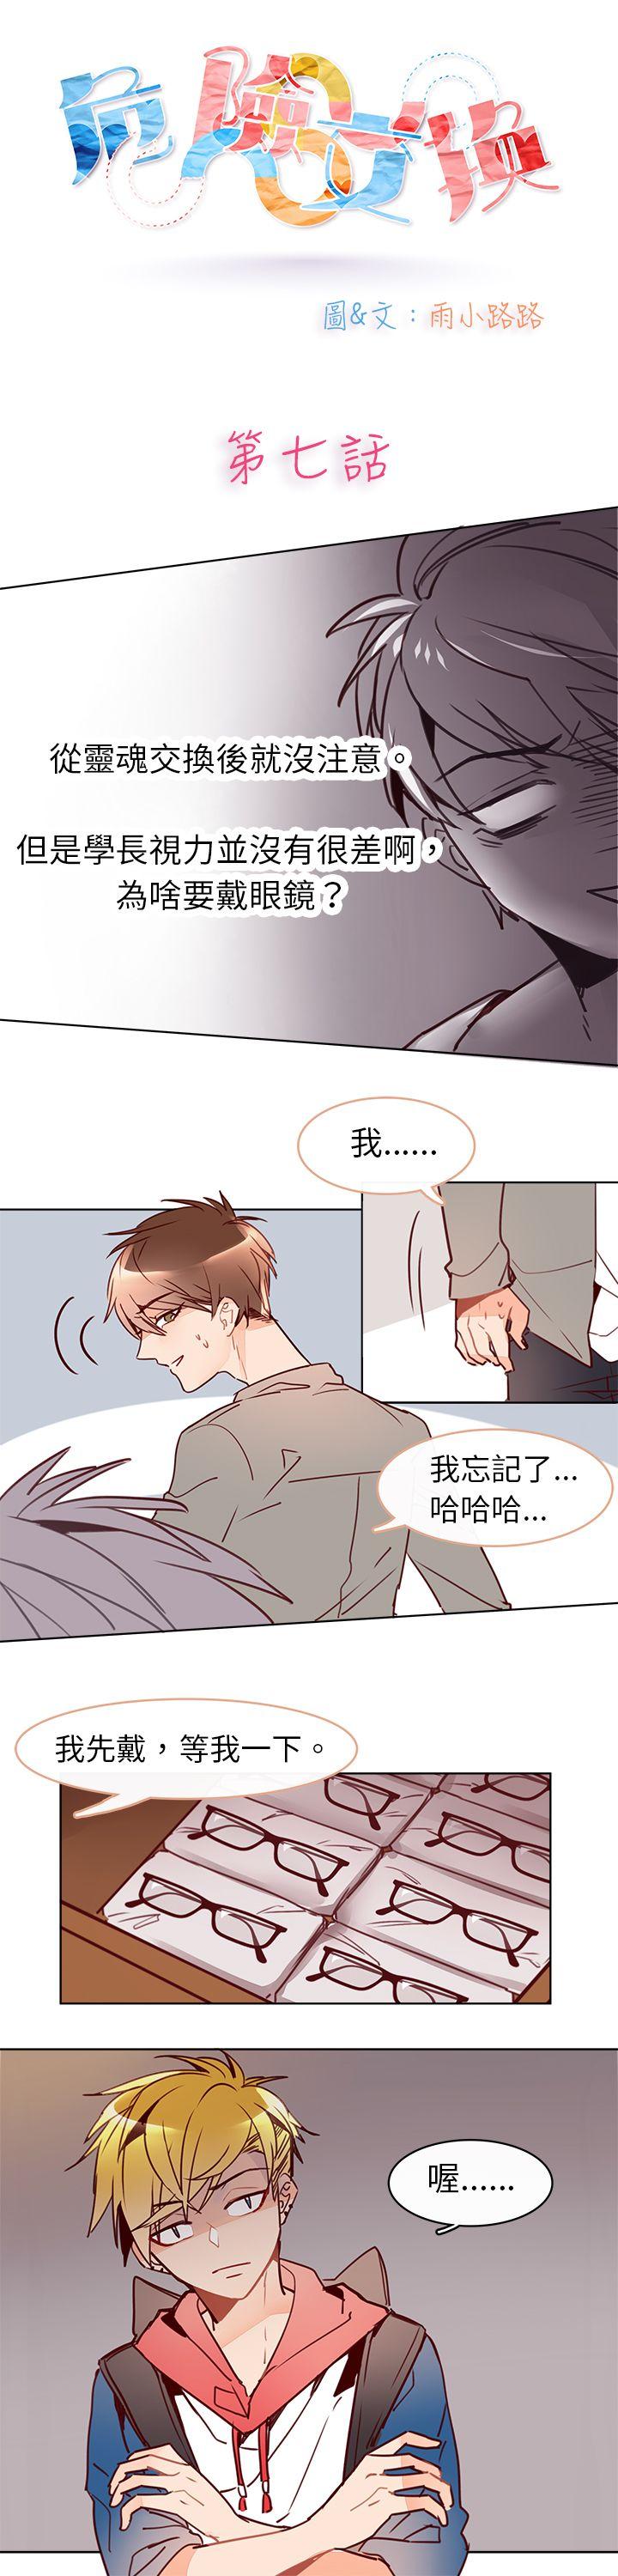 危險交換
圖&文：雨小路路
第七話
從靈魂交換後就沒注意。
但是學長視力並沒有很差啊，
為啥要戴眼鏡？
我......
我忘記了...
哈哈哈...
我先戴，等我一下。
喔......